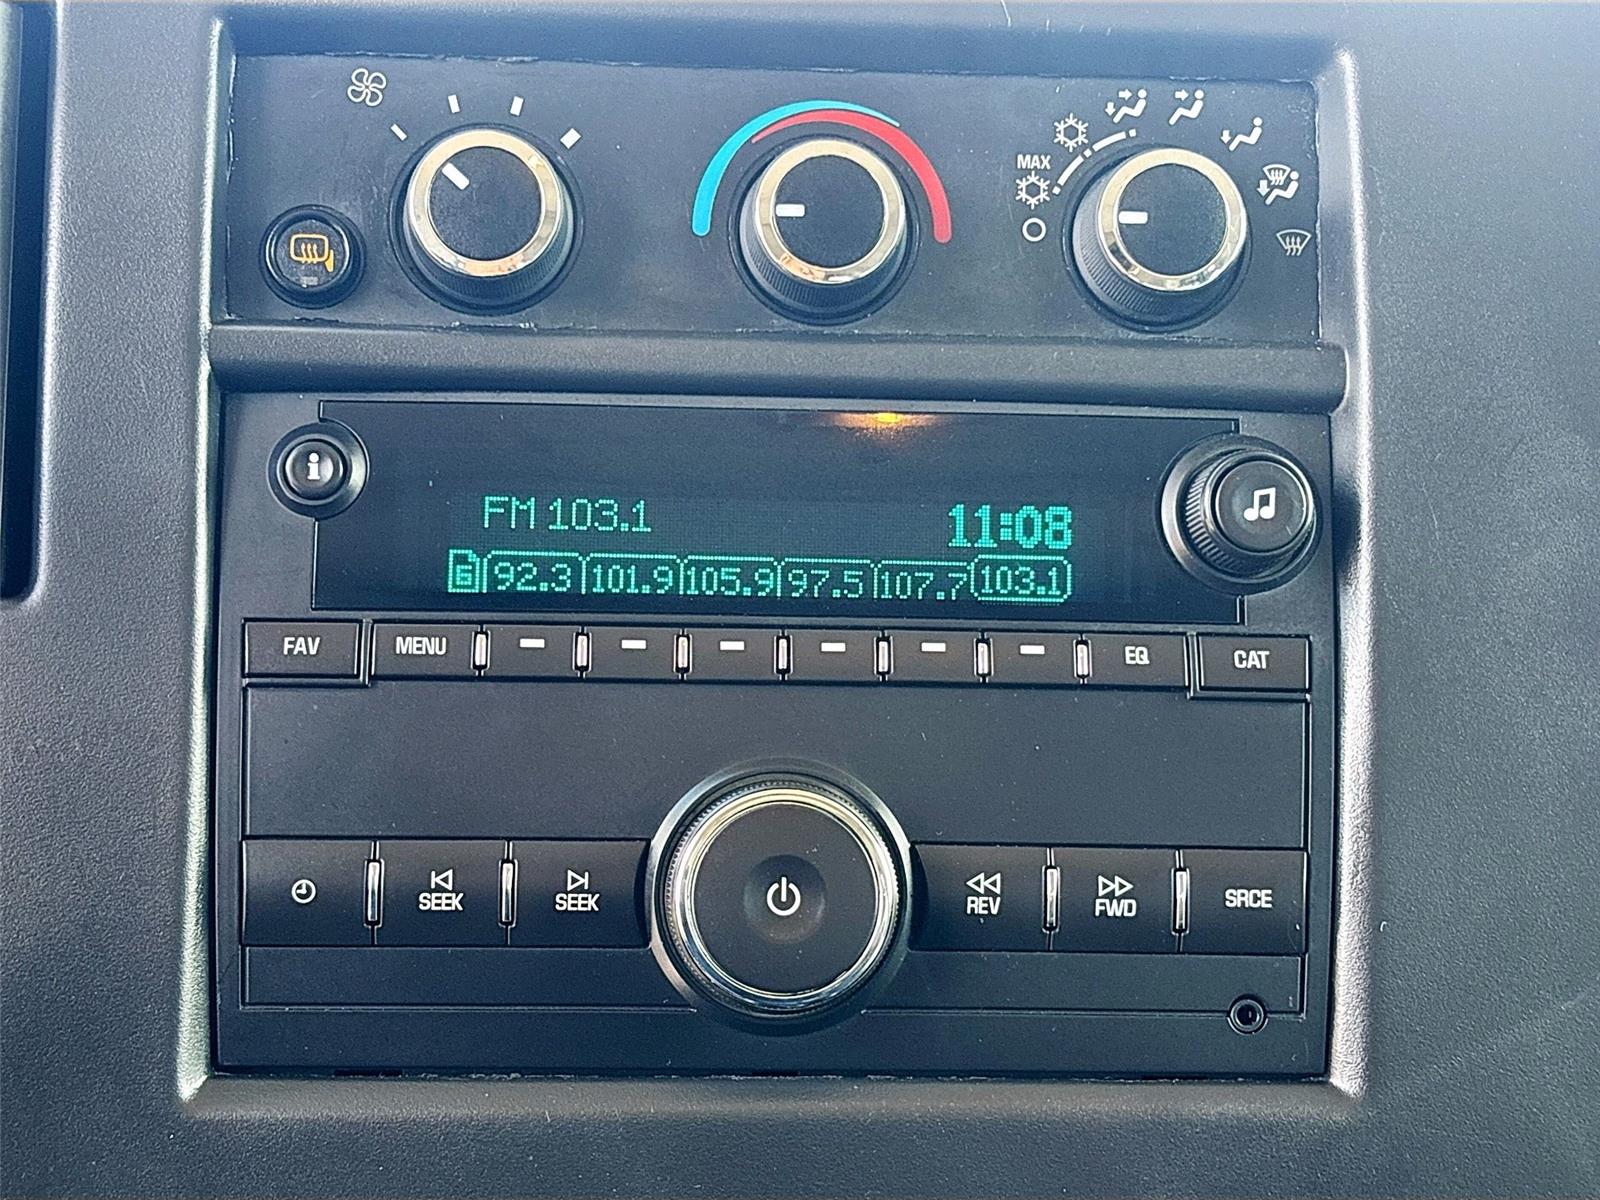 MAX
i
FM 103.1 11:08
6 92.3 101.9 105.9 97.5 107.7 103.1
FAV MENU EQ CAT
SEEK SEEK REV FWD SRCE